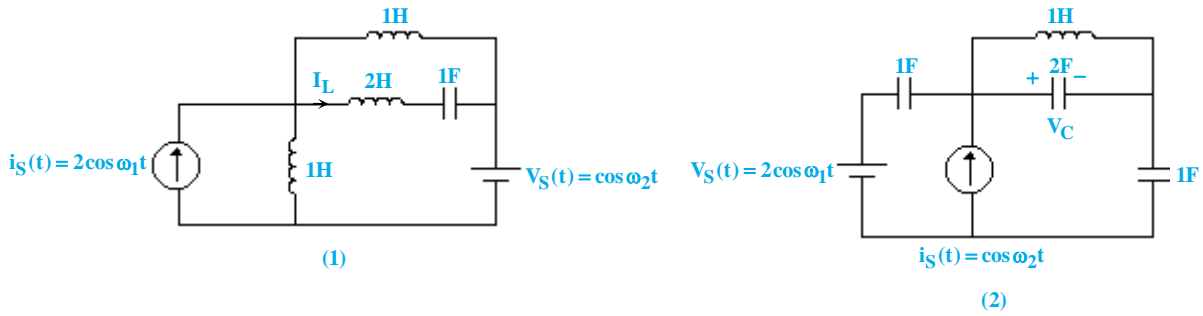 1H
I_L
2H
1F
i_S(t) = 2cos ω_1t
1H
V_S(t) = cos ω_2t
(1)
1H
1F
+ 2F −
V_C
V_S(t) = 2cos ω_1t
1F
i_S(t) = cos ω_2t
(2)